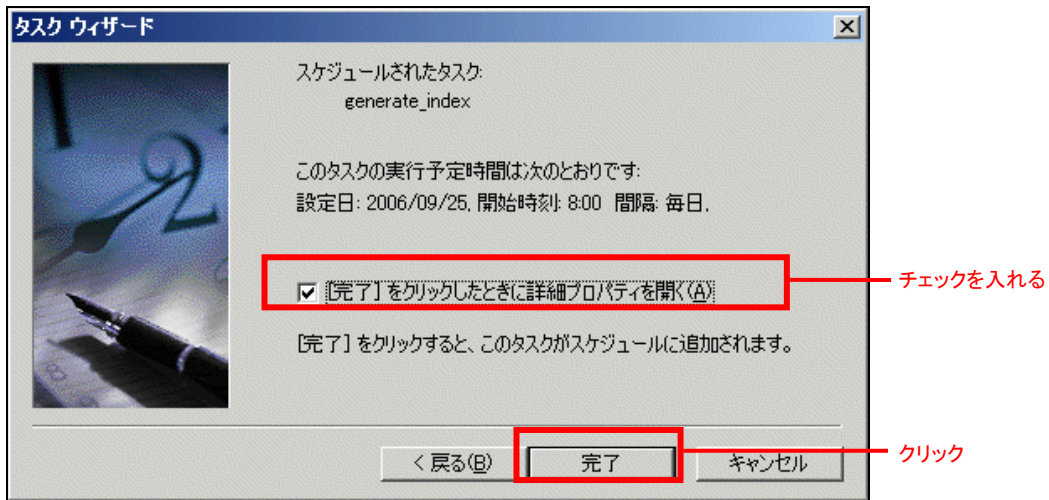 タスク ウィザード
スケジュールされたタスク:
generate_index
このタスクの実行予定時間は次のとおりです:
設定日: 2006/09/25, 開始時刻: 8:00 間隔: 毎日,
[完了] をクリックしたときに詳細プロパティを開く(A)
チェックを入れる
[完了] をクリックすると、このタスクがスケジュールに追加されます。
< 戻る(B)
完了
キャンセル
クリック